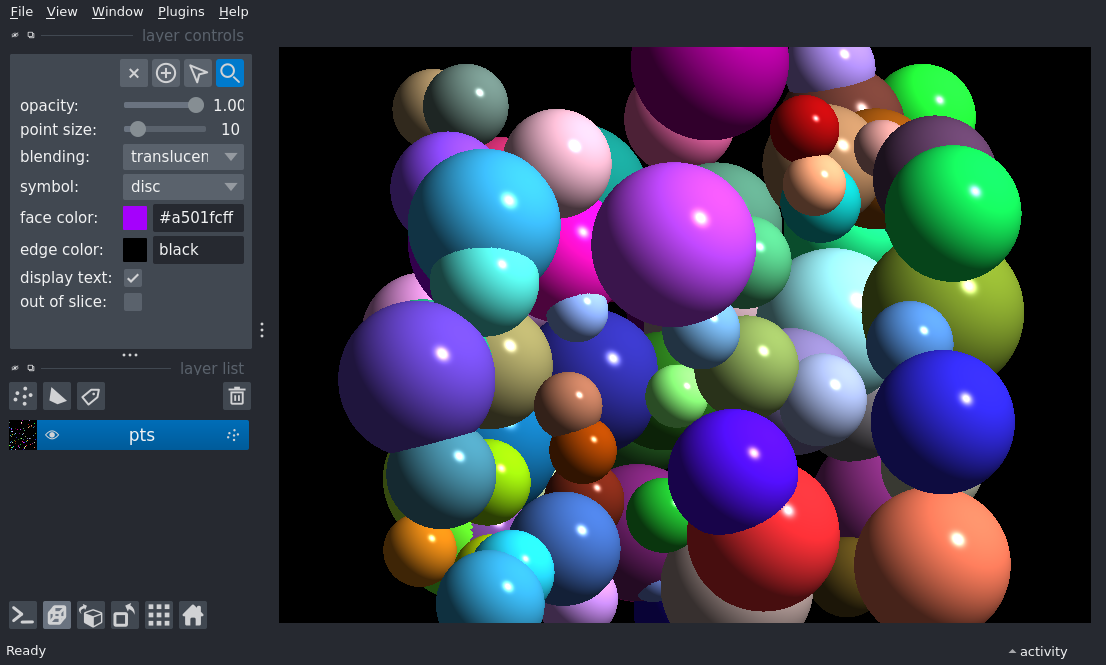 File View Window Plugins Help
layer controls
opacity: 1.00
point size: 10
blending: translucen
symbol: disc
face color: #a501fcff
edge color: black
display text:
out of slice:
layer list
pts
Ready
activity